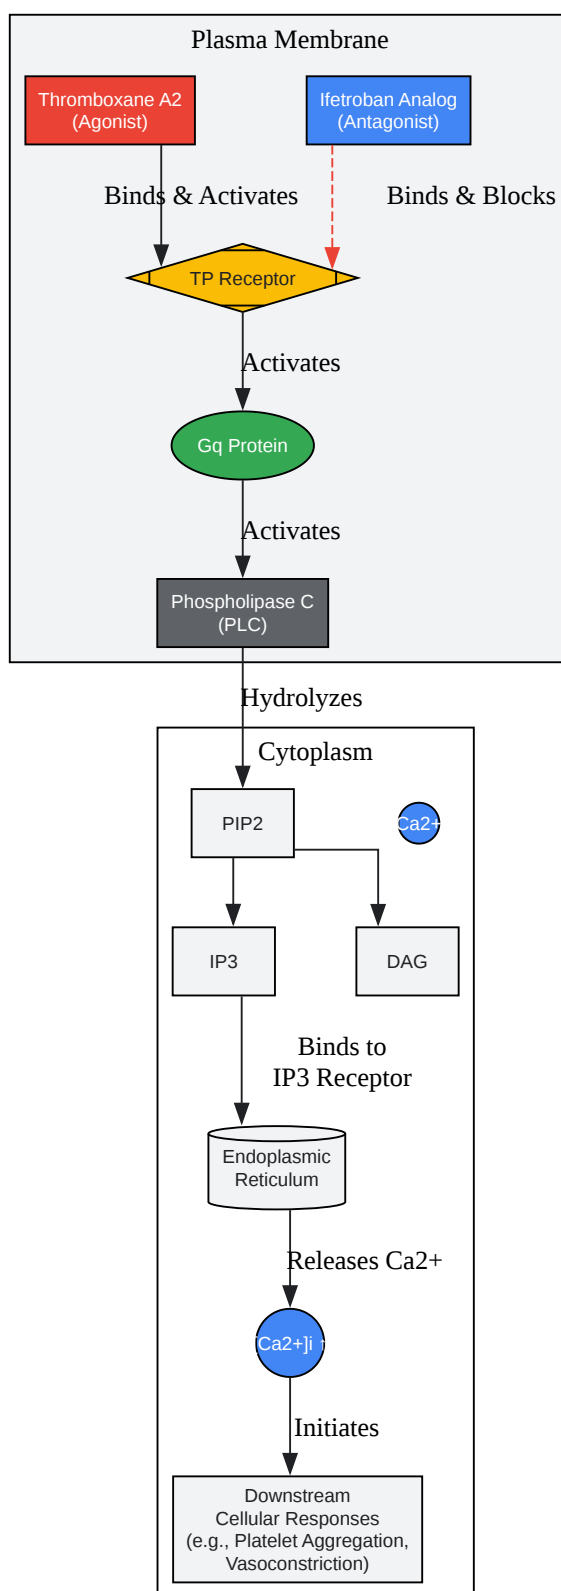 Plasma Membrane
Thromboxane A2
(Agonist)
Ifetroban Analog
(Antagonist)
Binds & Activates
Binds & Blocks
TP Receptor
Activates
Gq Protein
Activates
Phospholipase C
(PLC)
Hydrolyzes
Cytoplasm
PIP2
Ca2+
IP3
DAG
Binds to
IP3 Receptor
Endoplasmic
Reticulum
Releases Ca2+
[Ca2+]i ↑
Initiates
Downstream
Cellular Responses
(e.g., Platelet Aggregation,
Vasoconstriction)